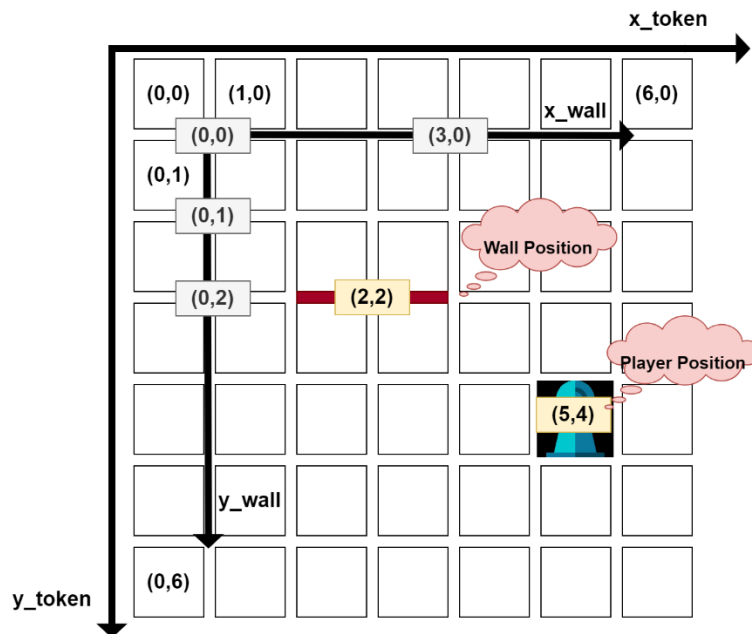 x_token
(0,0)
(1,0)
(6,0)
x_wall
(0,0)
(3,0)
(0,1)
(0,1)
Wall Position
(0,2)
(2,2)
Player Position
(5,4)
y_wall
(0,6)
y_token